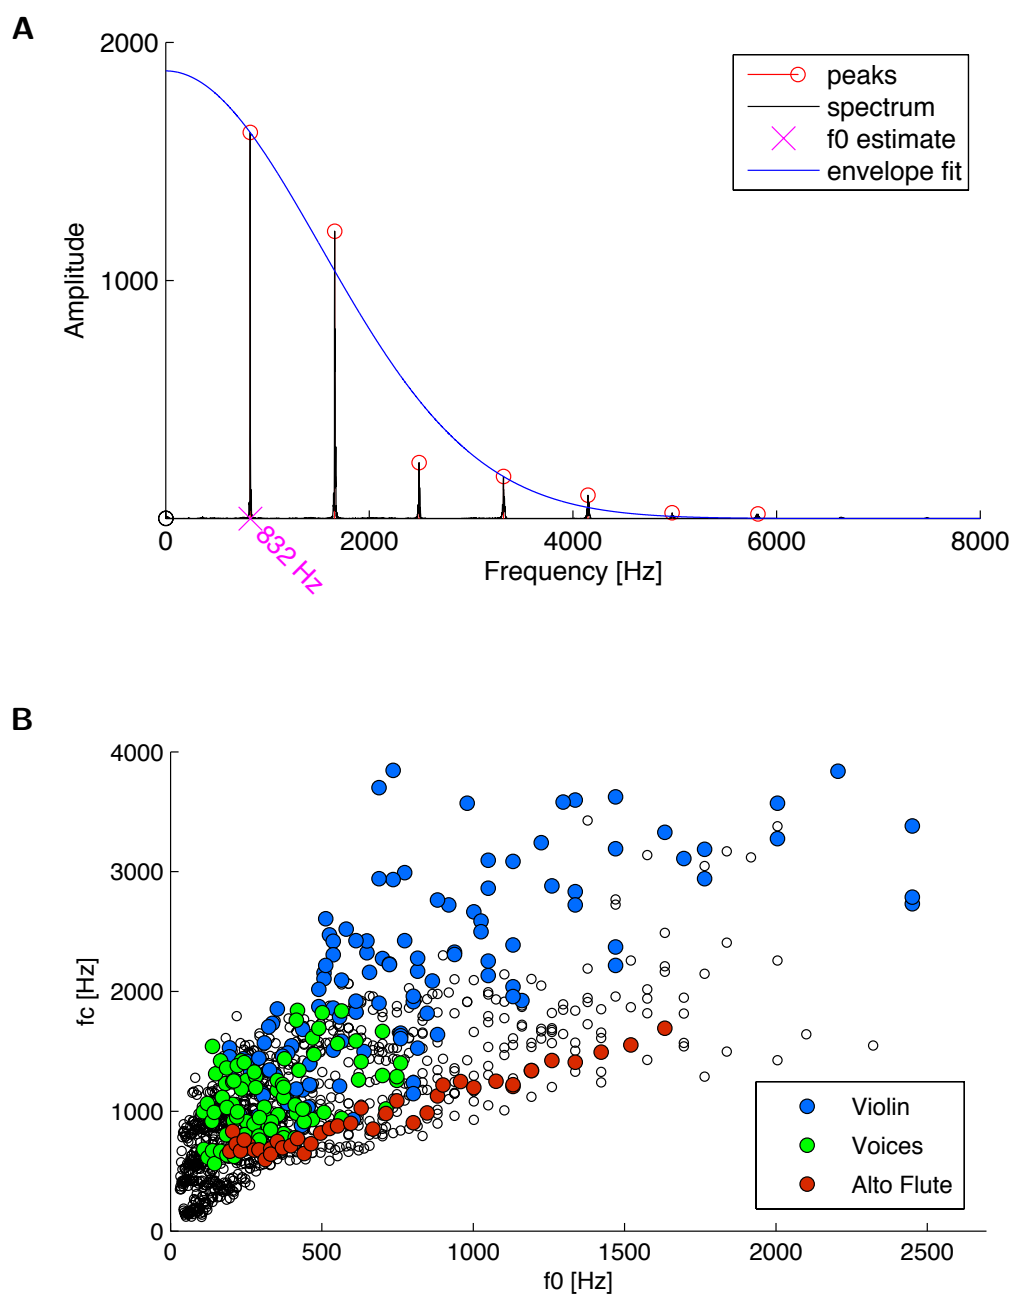 A
2000
1000
Amplitude
peaks
spectrum
f0 estimate
envelope fit
0
2000
4000
6000
8000
832 Hz
Frequency [Hz]
B
4000
3000
2000
1000
0
fc [Hz]
Violin
Voices
Alto Flute
0
500
1000
1500
2000
2500
f0 [Hz]